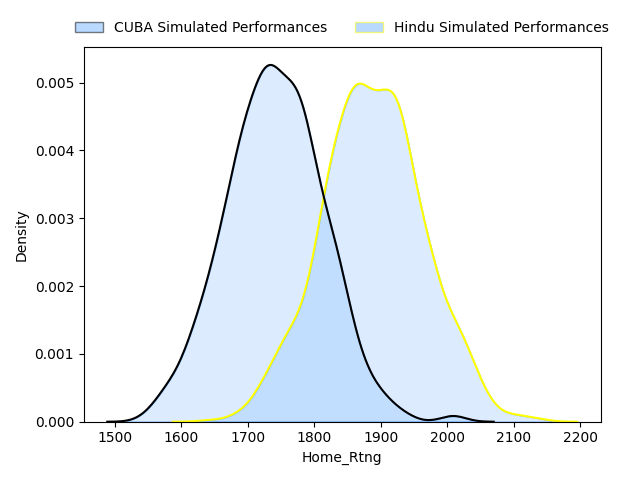 CUBA Simulated Performances Hindu Simulated Performances
0.005
0.004
0.003
0.002
0.001
0.000
Density
1500 1600 1700 1800 1900 2000 2100 2200
Home_Rtng